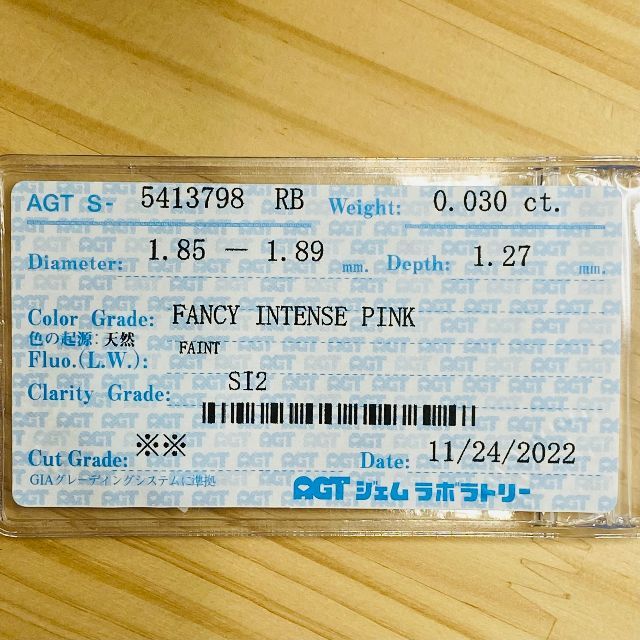 AGT S- 5413798 RB Weight: 0.030 ct.
Diameter: 1.85 — 1.89 mm. Depth: 1.27 mm.
Color Grade: FANCY INTENSE PINK
色の起源:天然
Fluo.(L.W.): FAINT
Clarity Grade: SI2
Cut Grade: ※※ Date: 11/24/2022
GIAグレーディングシステムに準拠
AGT ジェムラボラトリー